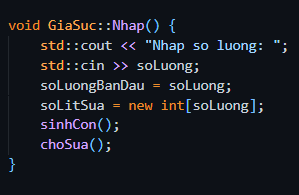 void GiaSuc::Nhap() {
    std::cout << "Nhap so luong: ";
    std::cin >> soLuong;
    soLuongBanDau = soLuong;
    soLitSua = new int[soLuong];
    sinhCon();
    choSua();
}